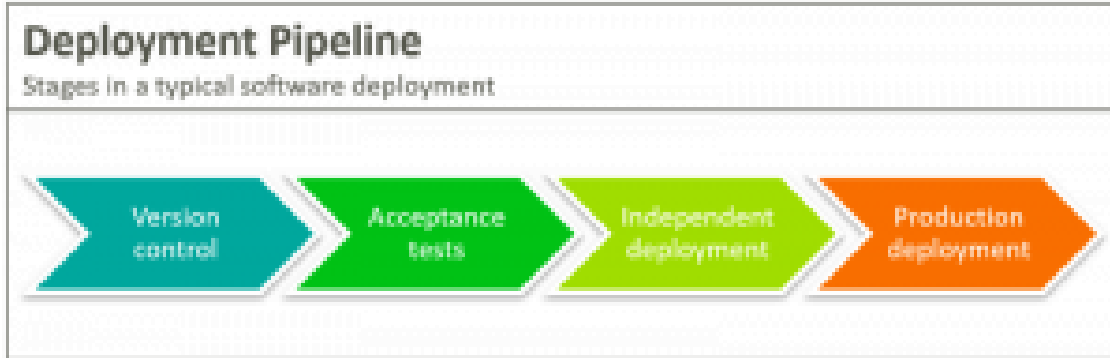 Deployment Pipeline
Stages in a typical software deployment
Version
control
Acceptance
tests
Independent
deployment
Production
deployment